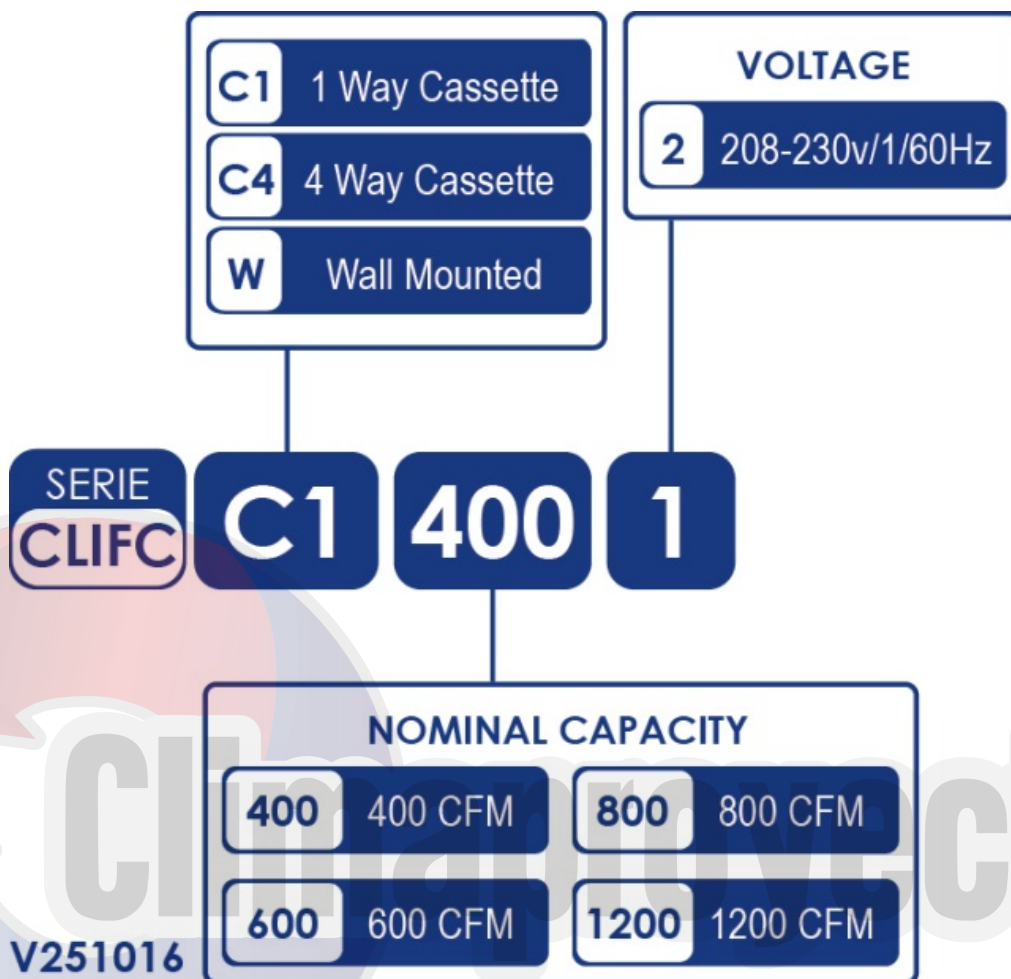 C1 1 Way Cassette
C4 4 Way Cassette
W Wall Mounted
VOLTAGE
2 208-230v/1/60Hz
SERIE
CLIFC
C1 400 1
NOMINAL CAPACITY
400 400 CFM 800 800 CFM
600 600 CFM 1200 1200 CFM
Climaproyec
V251016